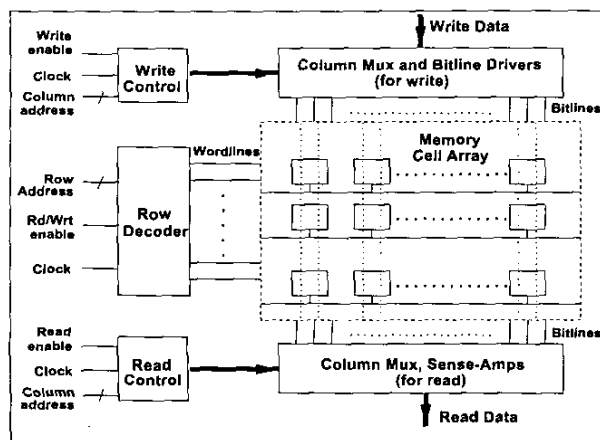 Write Data
Write
enable
Clock
Column
address
Write
Control
Column Mux and Bitline Drivers
(for write)
Bitlines
Wordlines
Memory
Cell Array
Row
Address
Rd/Wrt
enable
Clock
Row
Decoder
Read
enable
Clock
Column
address
Read
Control
Column Mux, Sense-Amps
(for read)
Bitlines
Read Data